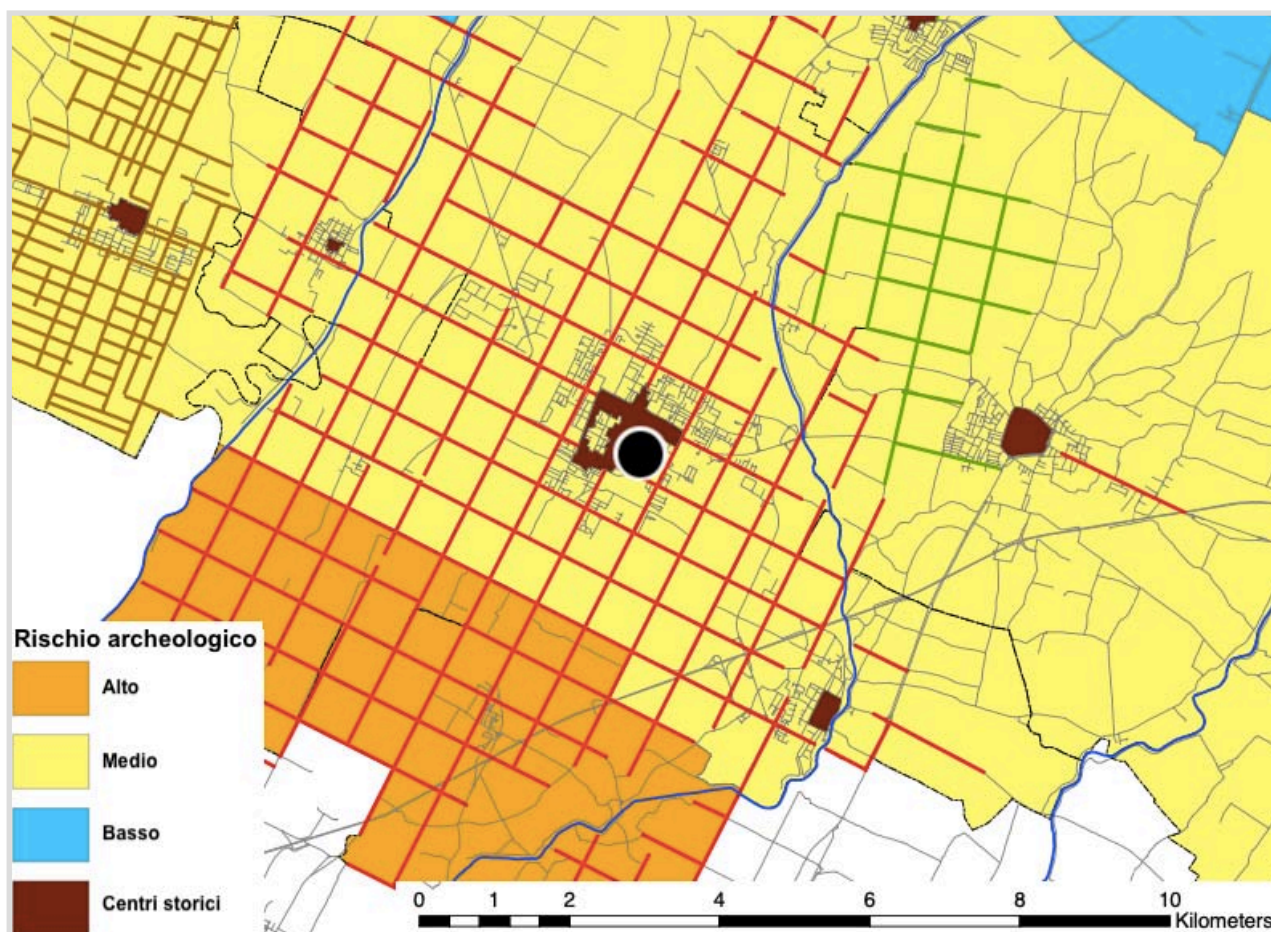 Rischio archeologico
Alto
Medio
Basso
Centri storici
0 1 2 4 6 8 10
Kilometers